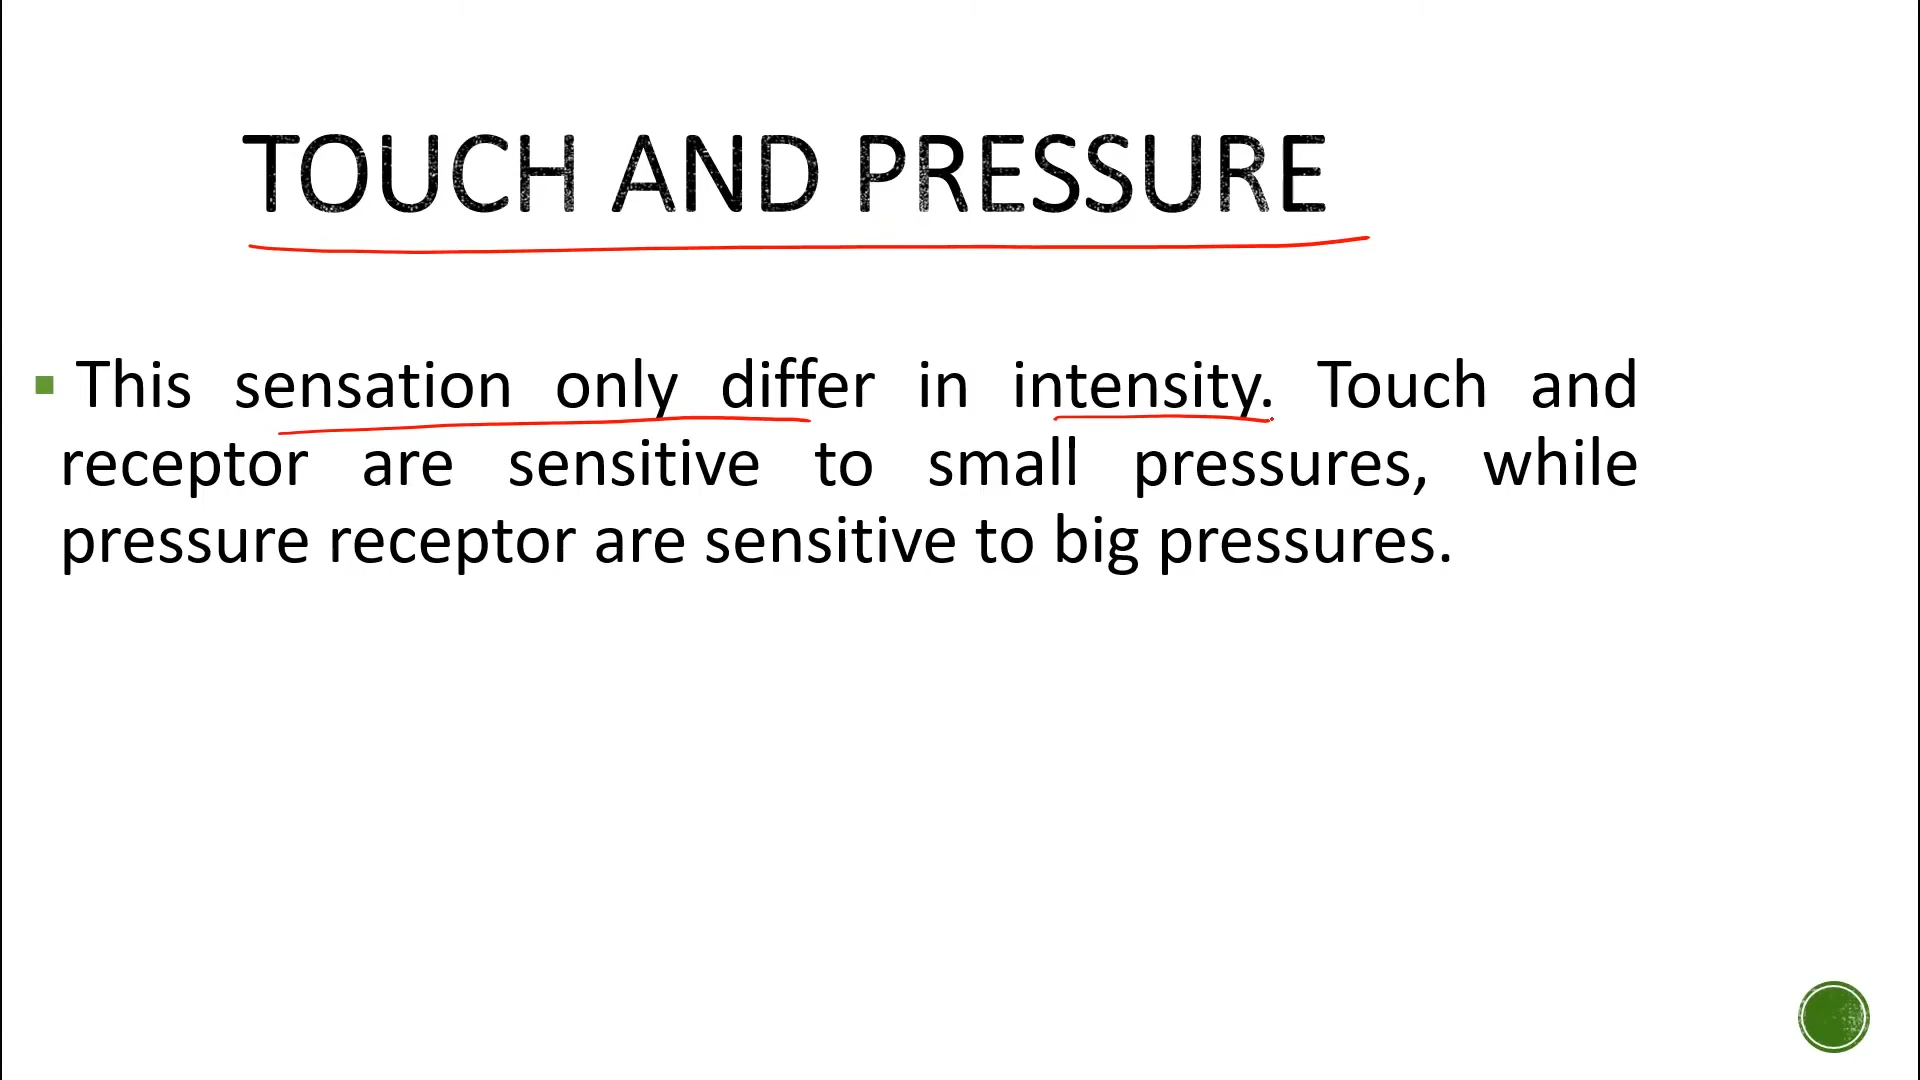 TOUCH AND PRESSURE
This sensation only differ in intensity. Touch and
receptor are sensitive to small pressures, while
pressure receptor are sensitive to big pressures.